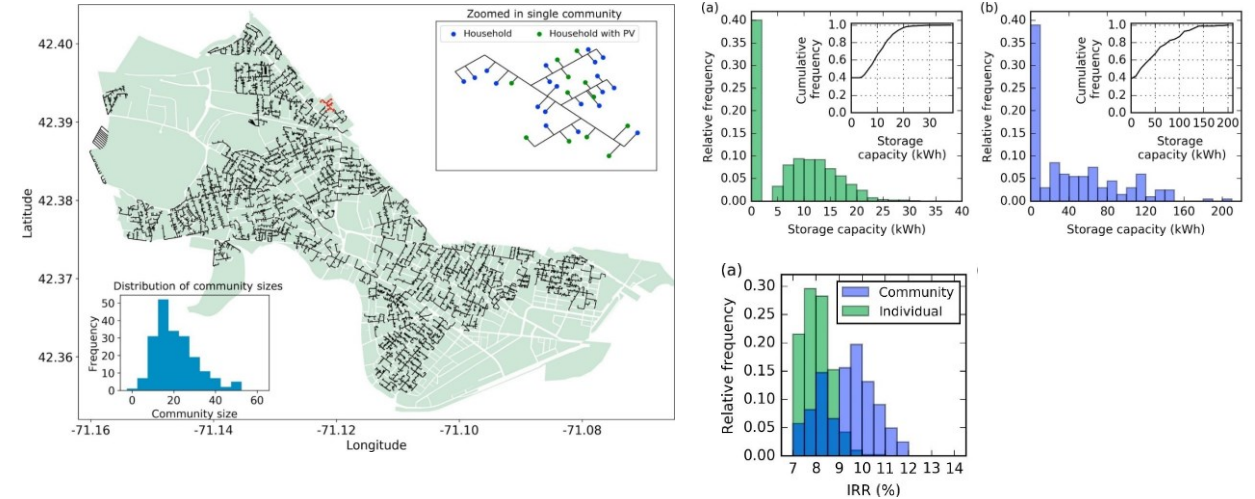 Zoomed in single community
Household
Household with PV
42.40
42.39
42.38
42.37
42.36
Latitude
Distribution of community sizes
50
40
30
20
10
0
Frequency
0 20 40 60
Community size
-71.16 -71.14 -71.12 -71.10 -71.08
Longitude
(a)
0.40
0.35
0.30
0.25
0.20
0.15
0.10
0.05
0.00
Relative frequency
1.0
0.8
0.6
0.4
0.2
0.0
Cumulative
frequency
0 10 20 30
Storage
capacity (kWh)
0 5 10 15 20 25 30 35 40
Storage capacity (kWh)
(b)
0.40
0.35
0.30
0.25
0.20
0.15
0.10
0.05
0.00
Relative frequency
1.0
0.8
0.6
0.4
0.2
0.0
Cumulative
frequency
0 50 100 150 200
Storage
capacity (kWh)
0 40 80 120 160 200
Storage capacity (kWh)
(a)
0.30
0.25
0.20
0.15
0.10
0.05
0.00
Relative frequency
Community
Individual
7 8 9 10 11 12 13 14
IRR (%)